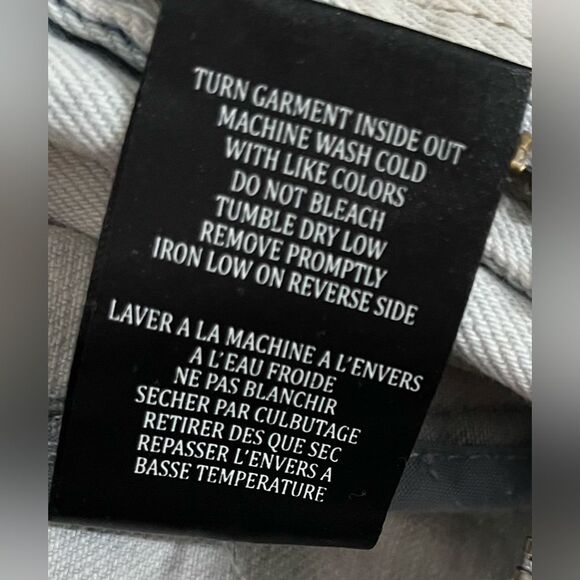 TURN GARMENT INSIDE OUT
MACHINE WASH COLD
WITH LIKE COLORS
DO NOT BLEACH
TUMBLE DRY LOW
REMOVE PROMPTLY
IRON LOW ON REVERSE SIDE
LAVER A LA MACHINE A L'ENVERS
A L'EAU FROIDE
NE PAS BLANCHIR
SECHER PAR CULBUTAGE
RETIRER DES QUE SEC
REPASSER L'ENVERS A
BASSE TEMPERATURE